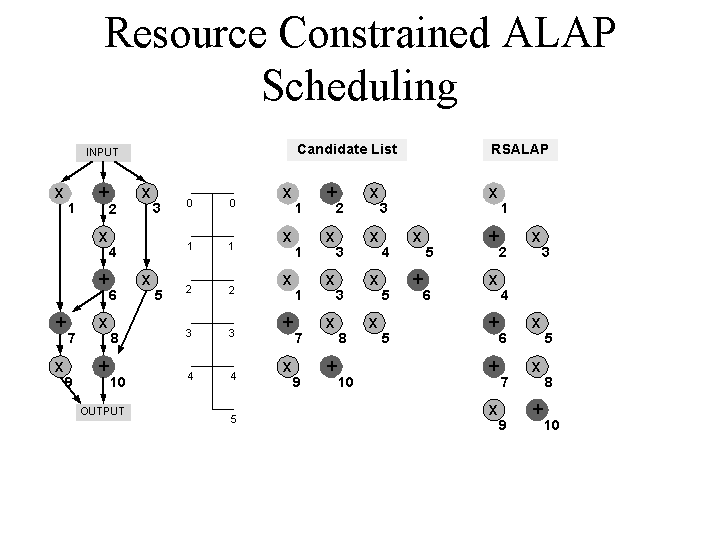 Resource Constrained ALAP
Scheduling
INPUT
Candidate List
RSALAP
X 1 + 2 X 3 0 0 X 1 + 2 X 3 X 1
X 4 1 1 X 1 X 3 X 4 X 5 + 2 X 3
+ 6 X 5 2 2 X 1 X 3 X 5 + 6 X 4
+ 7 X 8 3 3 + 7 X 8 X 5 + 6 X 5
X 9 + 10 4 4 X 9 + 10 + 7 X 8
OUTPUT 5 X 9 + 10